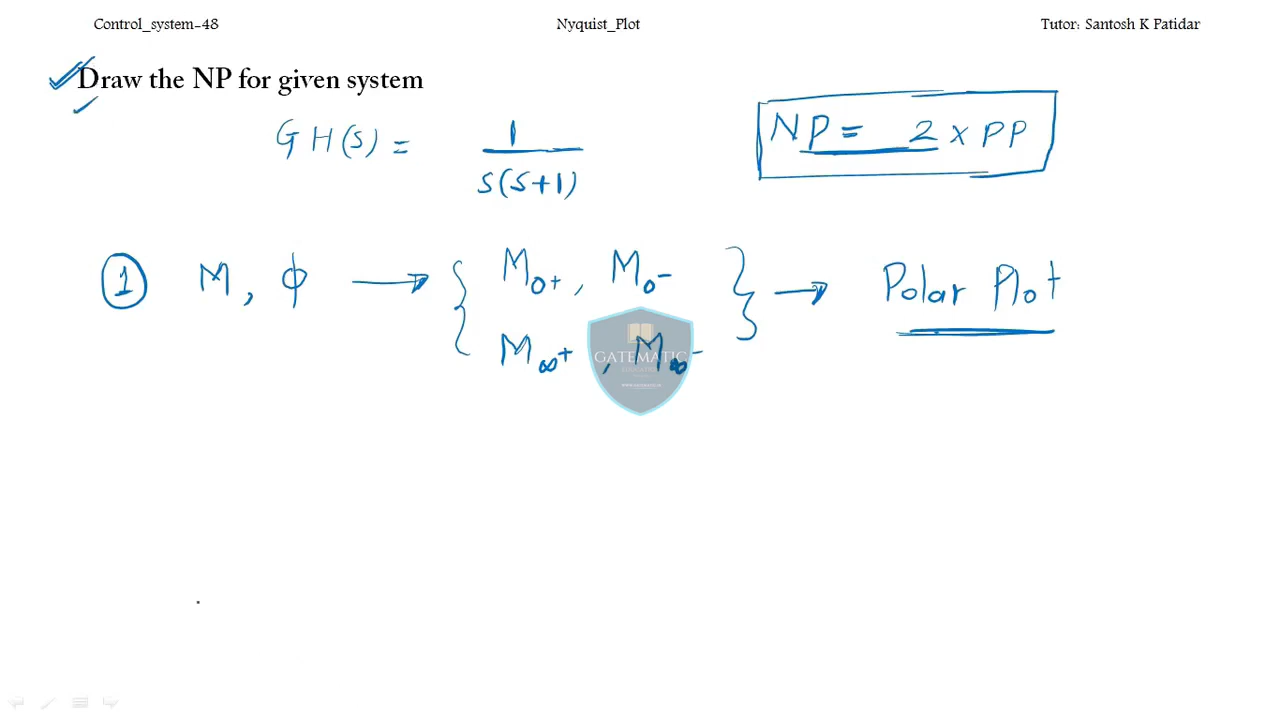 Control_system-48 Nyquist_Plot Tutor: Santosh K Patidar
Draw the NP for given system
GH(s) = 1
s(s+1)
NP = 2 x PP
1 M, ϕ → { M0+, M0- } → Polar Plot
M∞+, M∞-
GATEMATIC
EDUCATION